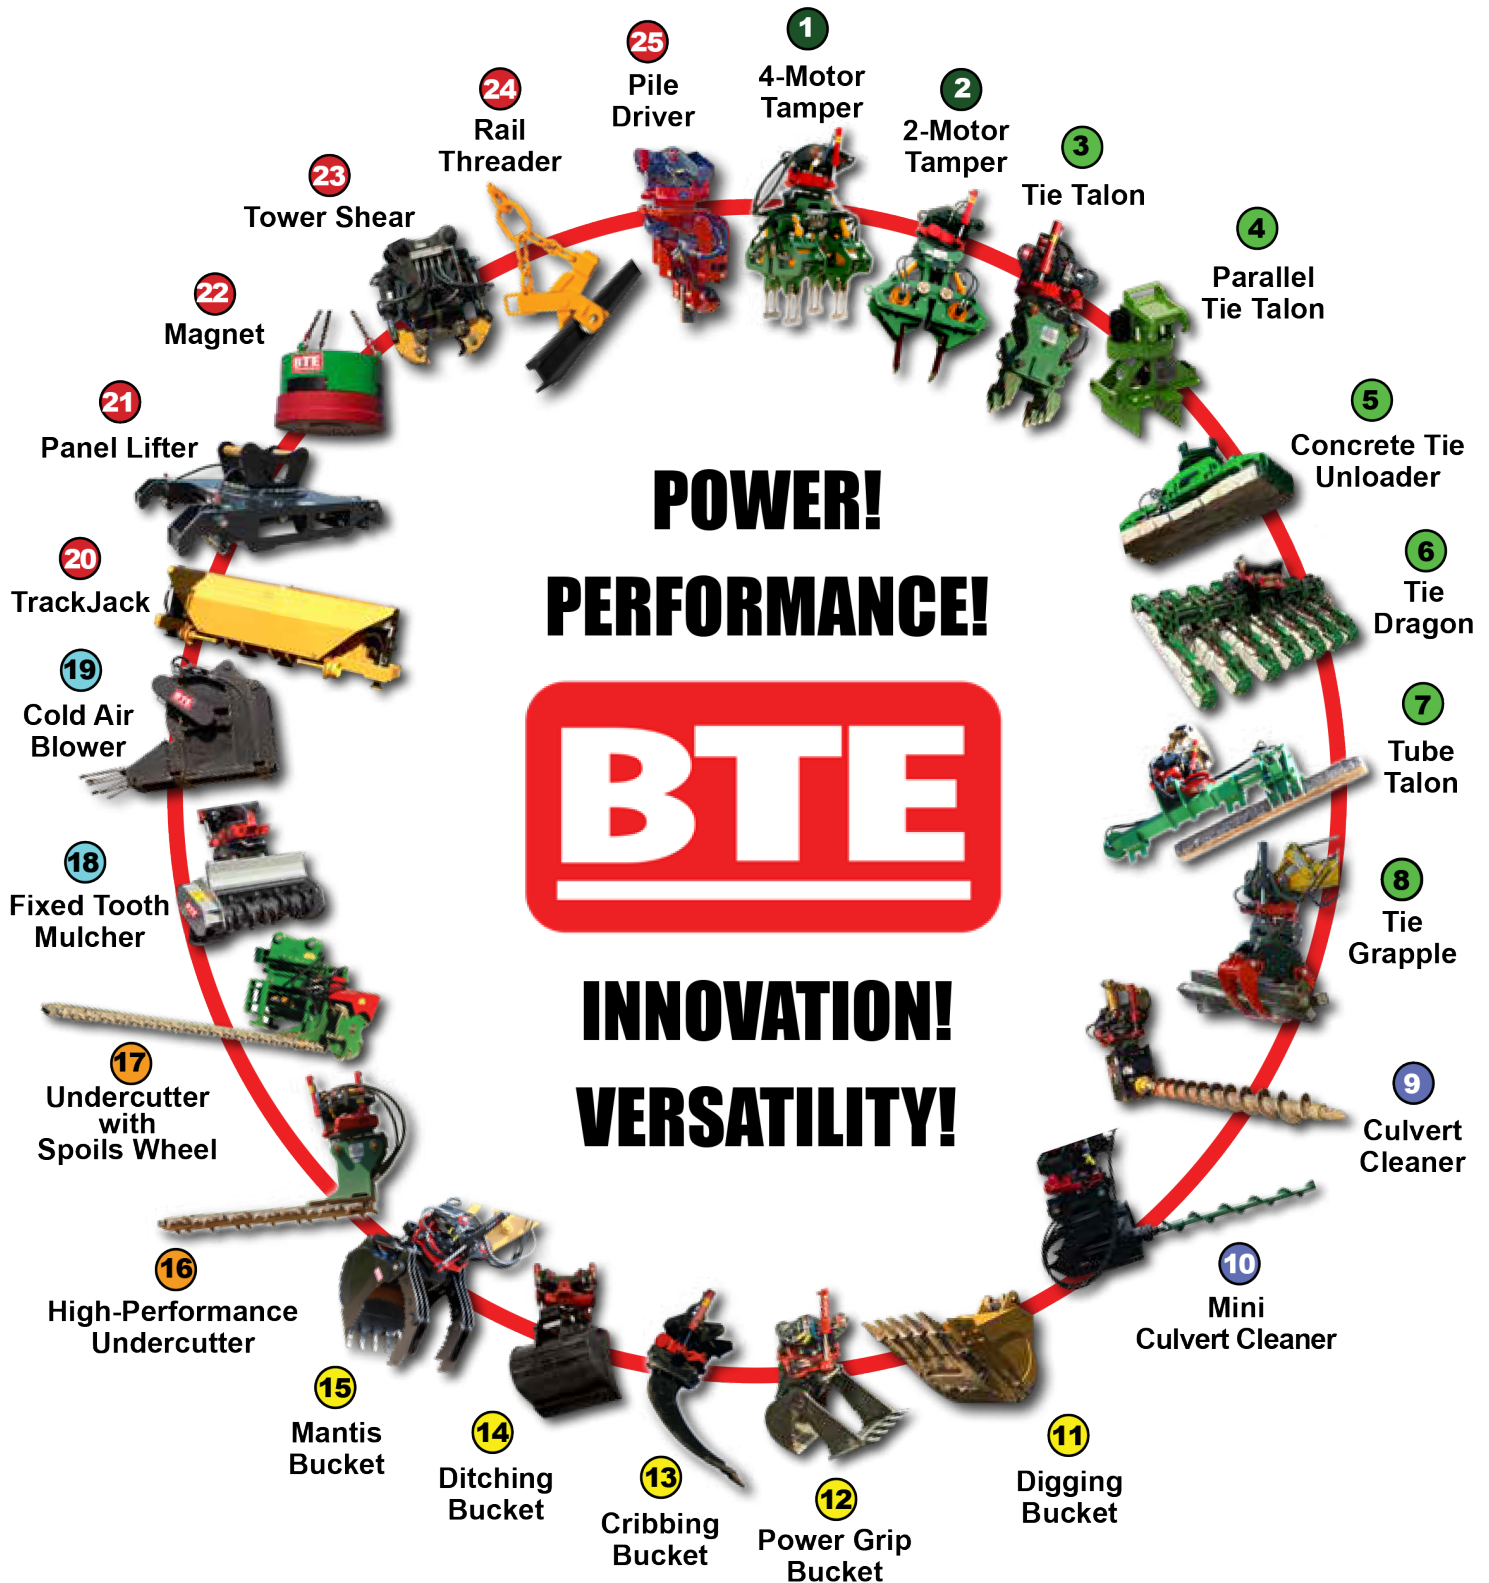 1
4-Motor
Tamper
2
2-Motor
Tamper
3
Tie Talon
4
Parallel
Tie Talon
5
Concrete Tie
Unloader
6
Tie
Dragon
7
Tube
Talon
8
Tie
Grapple
9
Culvert
Cleaner
10
Mini
Culvert Cleaner
11
Digging
Bucket
12
Power Grip
Bucket
13
Cribbing
Bucket
14
Ditching
Bucket
15
Mantis
Bucket
16
High-Performance
Undercutter
17
Undercutter
with
Spoils Wheel
18
Fixed Tooth
Mulcher
BTE
19
Cold Air
Blower
BTE
20
TrackJack
21
Panel Lifter
22
Magnet
BTE
23
Tower Shear
24
Rail
Threader
25
Pile
Driver
POWER!
PERFORMANCE!
BTE
INNOVATION!
VERSATILITY!